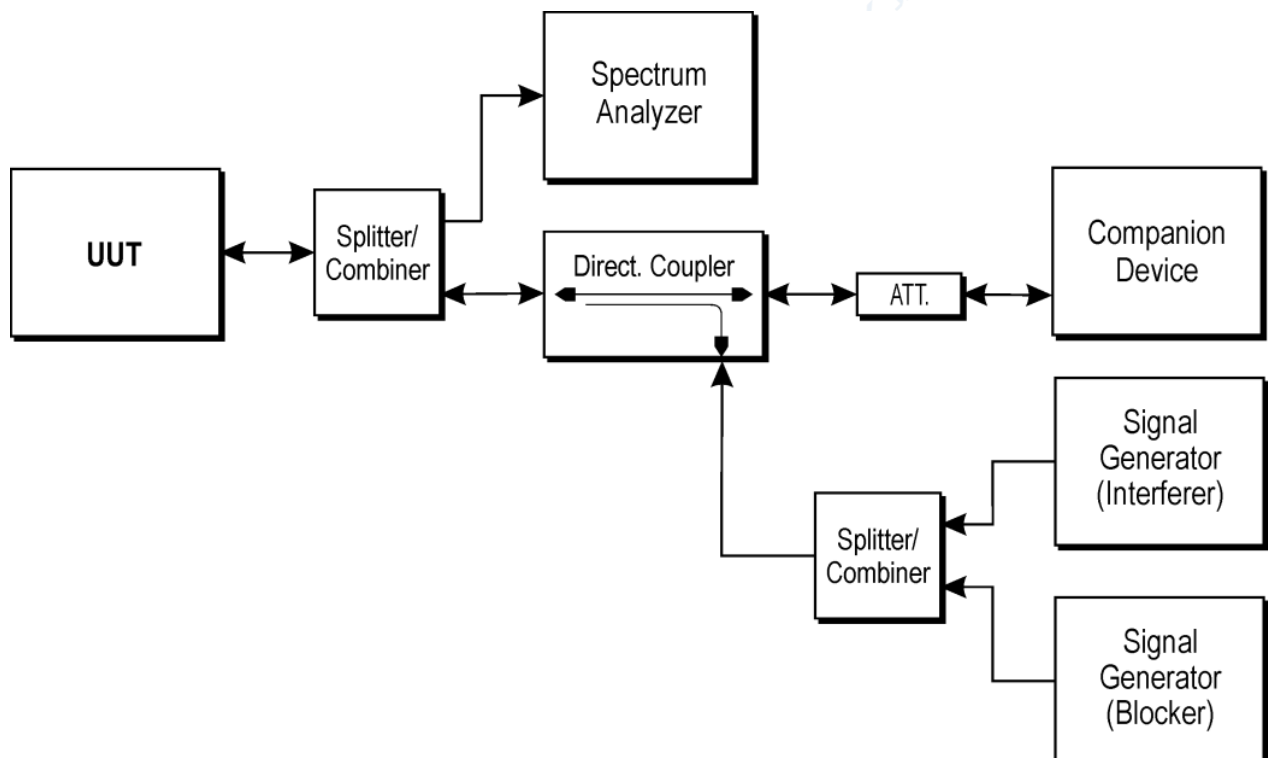 Spectrum
Analyzer
UUT
Splitter/
Combiner
Direct. Coupler
ATT.
Companion
Device
Signal
Generator
(Interferer)
Splitter/
Combiner
Signal
Generator
(Blocker)